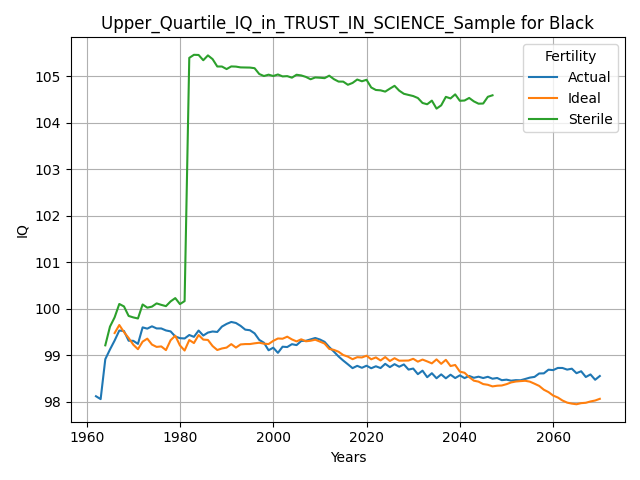 Upper_Quartile_IQ_in_TRUST_IN_SCIENCE_Sample for Black
Fertility
Actual
Ideal
Sterile
IQ
105
104
103
102
101
100
99
98
1960
1980
2000
2020
2040
2060
Years